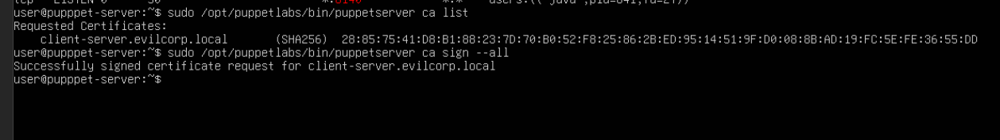 user@pupppet-server:~$ sudo /opt/puppetlabs/bin/puppetserver ca list
Requested Certificates:
client-server.evilcorp.local (SHA256) 28:85:75:41:D8:B1:88:23:7D:70:B0:52:F8:25:86:2B:ED:95:14:51:9F:D0:08:8B:AD:19:FC:5E:FE:36:55:DD
user@pupppet-server:~$ sudo /opt/puppetlabs/bin/puppetserver ca sign --all
Successfully signed certificate request for client-server.evilcorp.local
user@pupppet-server:~$